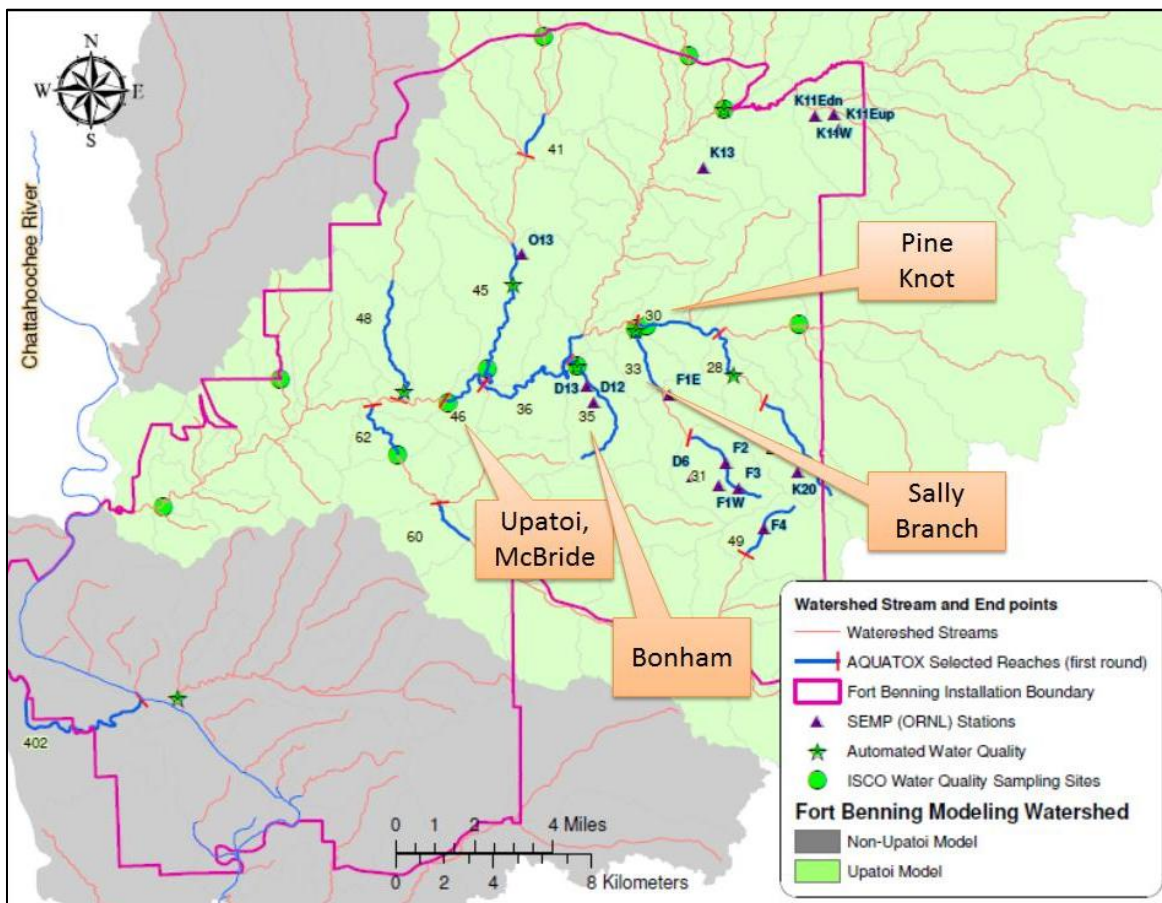 N
W
E
S
Chattahoochee River
K11Edn
K11Eup
K11W
K13
41
O13
45
48
Pine
Knot
30
28
33
F1E
D13
D12
35
36
46
62
60
D6
31
F2
F3
F1W
K20
F4
49
Upatoi,
McBride
Sally
Branch
Bonham
402
0 1 2 4 Miles
0 2 4 8 Kilometers
Watershed Stream and End points
Watereshed Streams
AQUATOX Selected Reaches (first round)
Fort Benning Installation Boundary
SEMP (ORNL) Stations
Automated Water Quality
ISCO Water Quality Sampling Sites
Fort Benning Modeling Watershed
Non-Upatoi Model
Upatoi Model